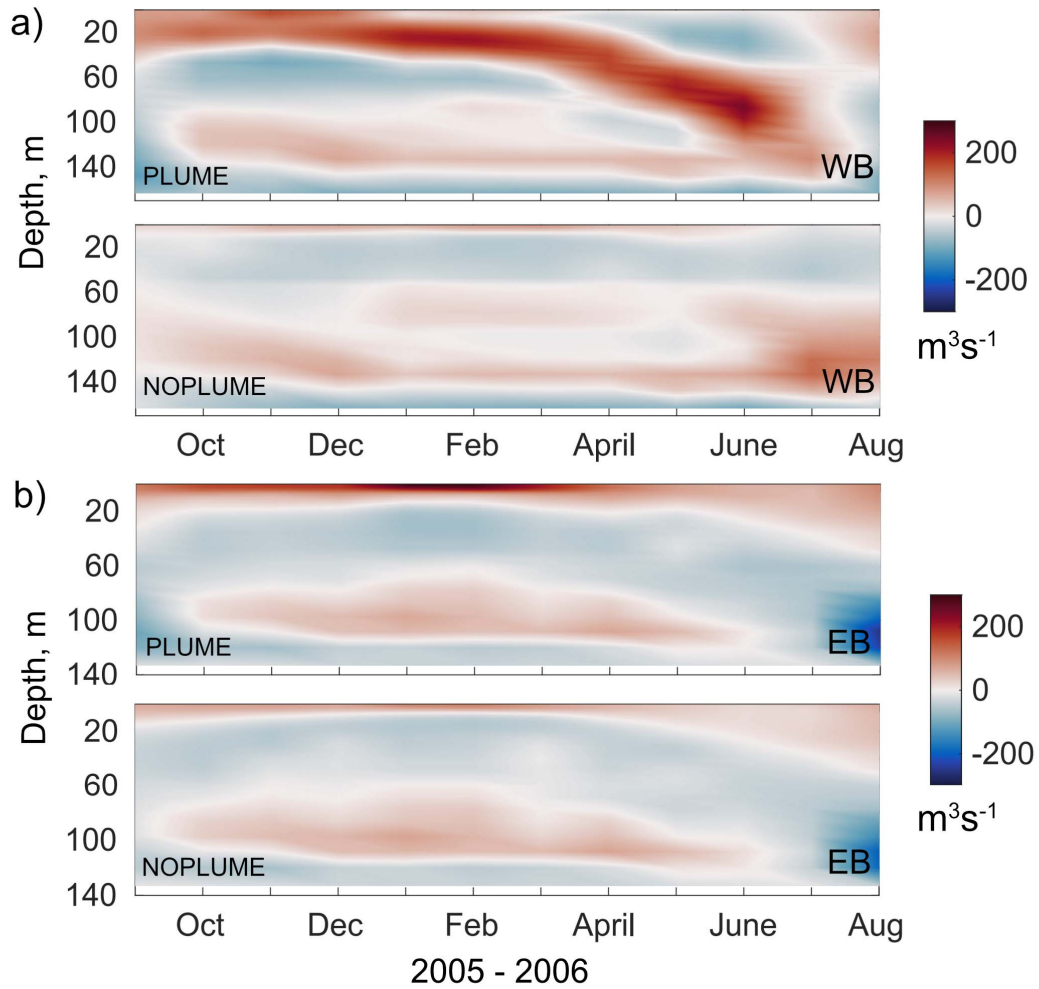 a)
20
60
100
140
PLUME
WB
20
60
100
140
NOPLUME
WB
Depth, m
200
0
-200
m³s⁻¹
Oct Dec Feb April June Aug
b)
20
60
100
140
PLUME
EB
20
60
100
140
NOPLUME
EB
Depth, m
200
0
-200
m³s⁻¹
Oct Dec Feb April June Aug
2005 - 2006